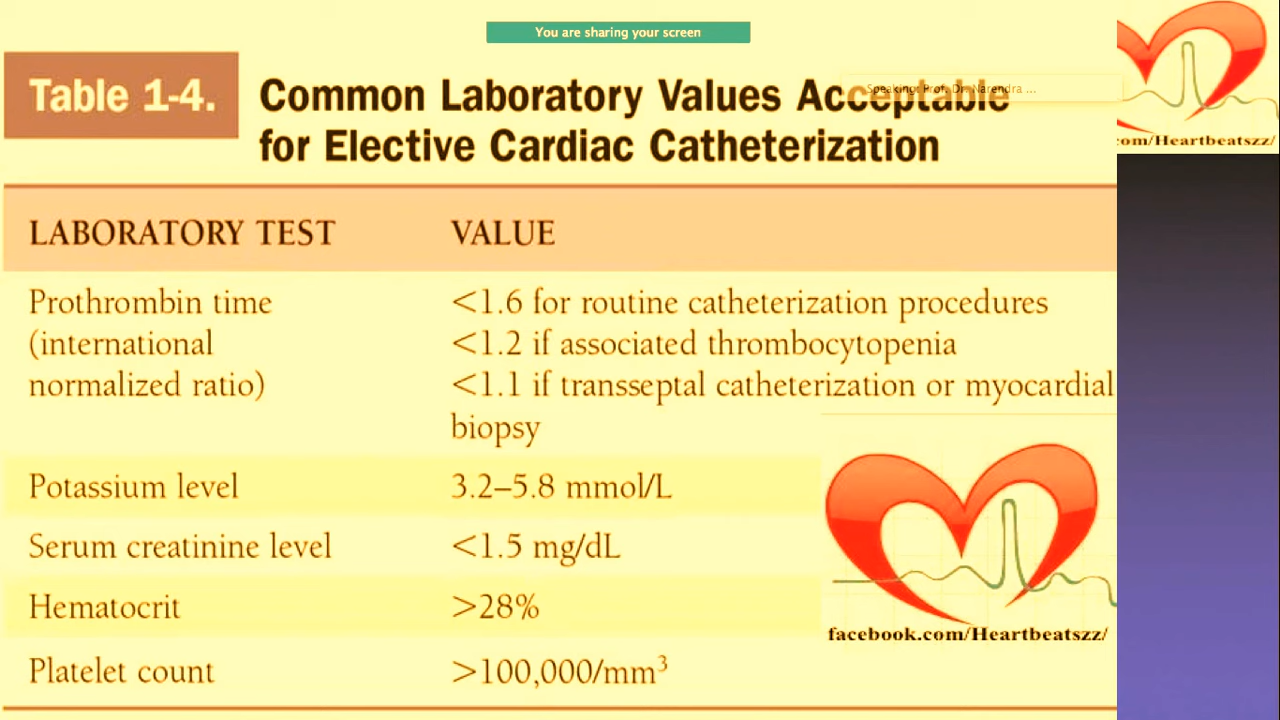 You are sharing your screen
Table 1-4. Common Laboratory Values Acceptable
for Elective Cardiac Catheterization
Speaking: Prof. Dr. Narendra ...
com/Heartbeatszz/
LABORATORY TEST VALUE
Prothrombin time <1.6 for routine catheterization procedures
(international <1.2 if associated thrombocytopenia
normalized ratio) <1.1 if transseptal catheterization or myocardial
biopsy
Potassium level 3.2–5.8 mmol/L
Serum creatinine level <1.5 mg/dL
Hematocrit >28%
facebook.com/Heartbeatszz/
Platelet count >100,000/mm³